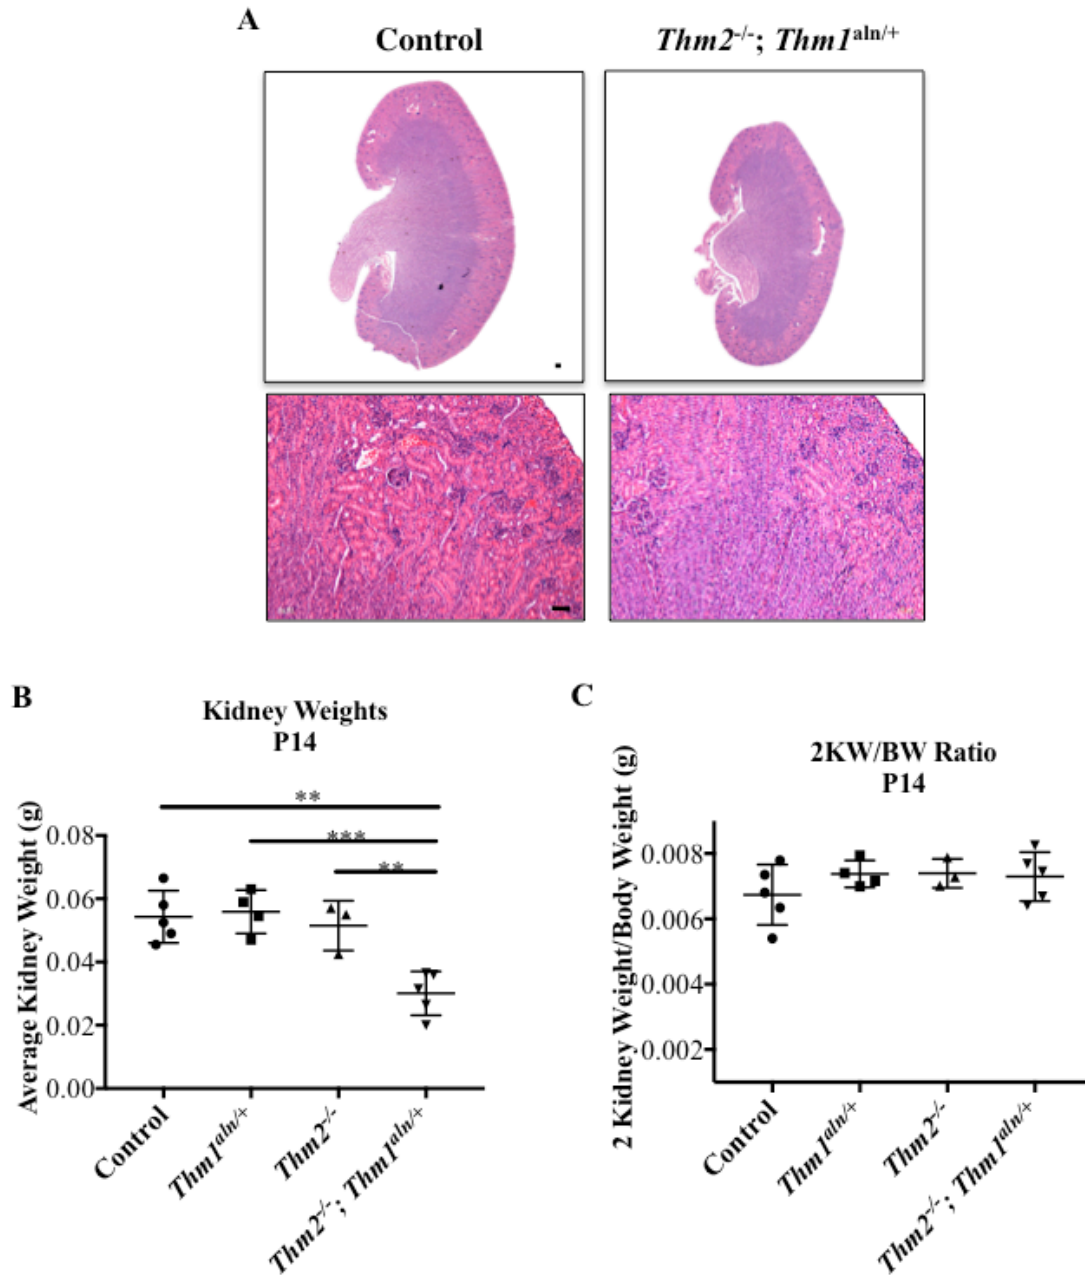 A
Control
Thm2-/-; Thm1aln/+
B
Kidney Weights
P14
Average Kidney Weight (g)
**
***
**
0.08
0.06
0.04
0.02
0.00
Control
Thm1aln/+
Thm2-/-
Thm2-/-; Thm1aln/+
C
2KW/BW Ratio
P14
2 Kidney Weight/Body Weight (g)
0.008
0.006
0.004
0.002
Control
Thm1aln/+
Thm2-/-
Thm2-/-; Thm1aln/+